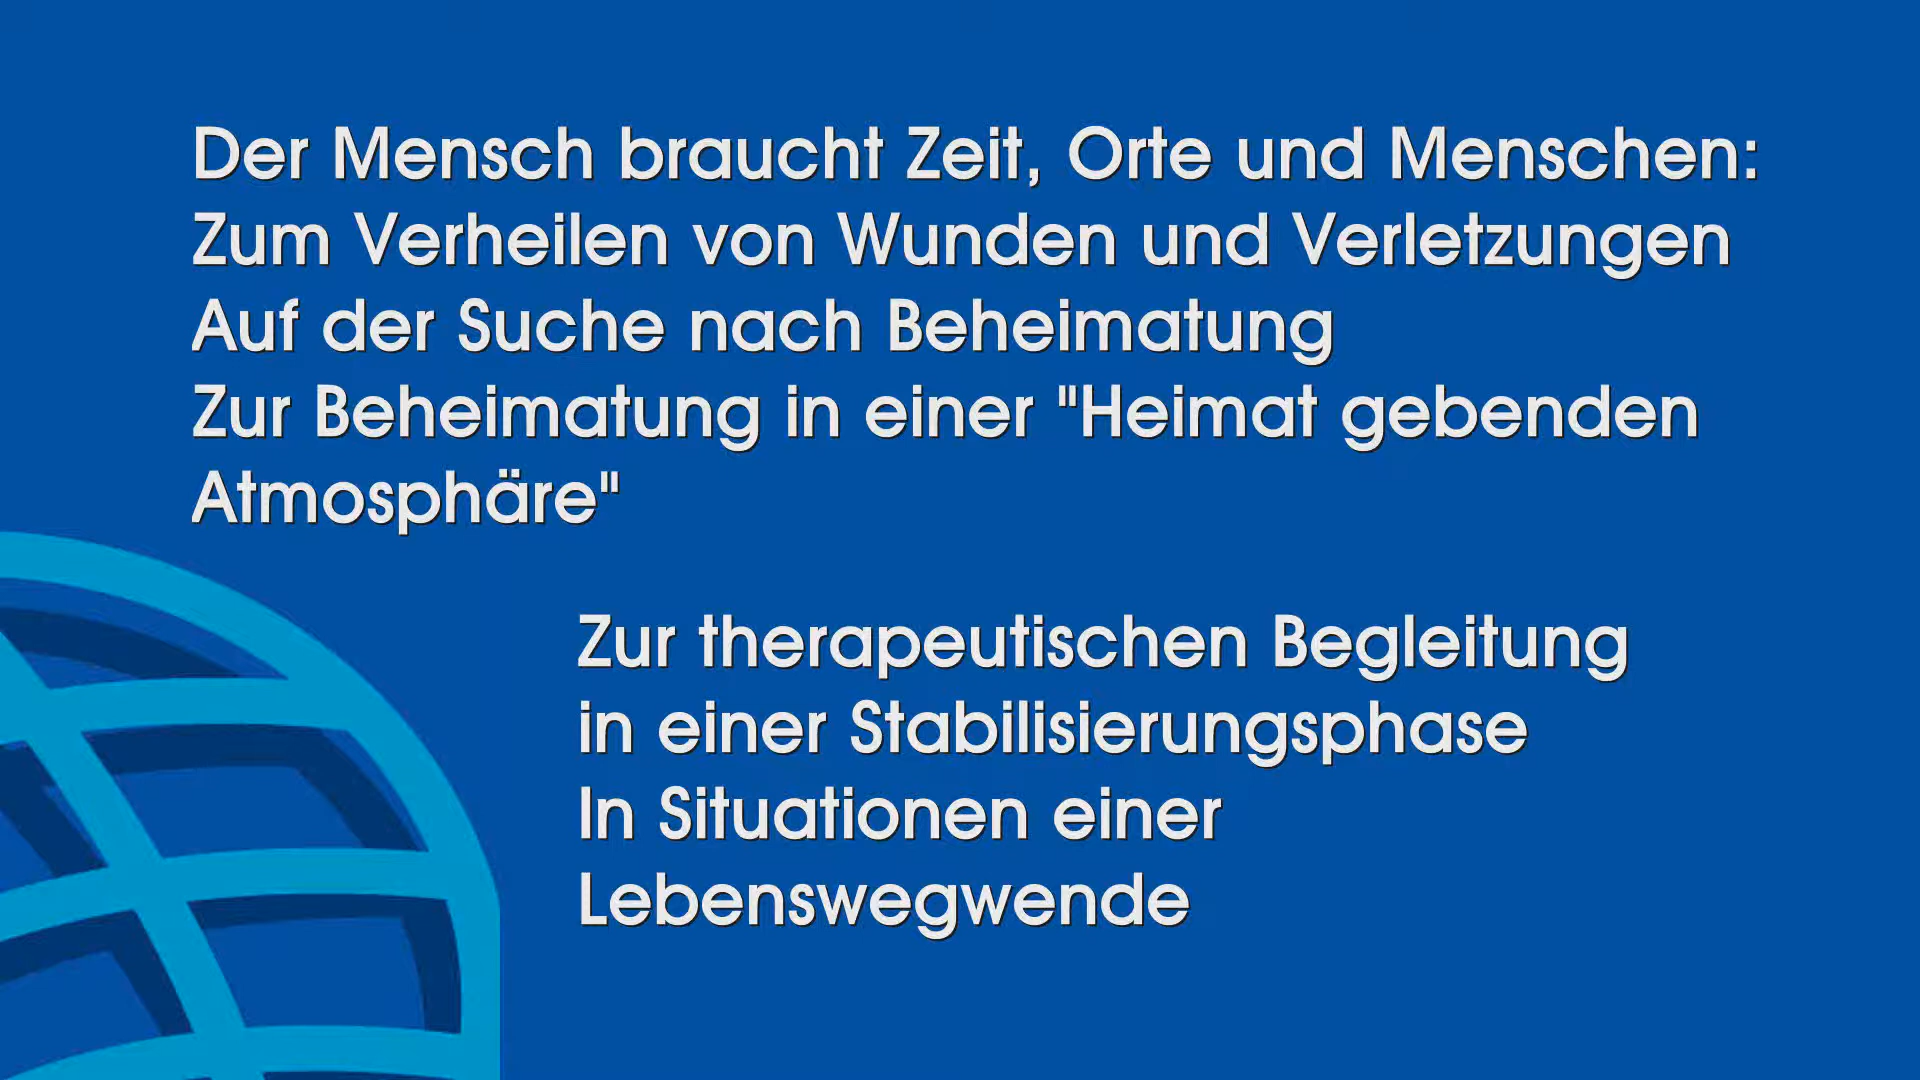 Der Mensch braucht Zeit, Orte und Menschen:
Zum Verheilen von Wunden und Verletzungen
Auf der Suche nach Beheimatung
Zur Beheimatung in einer "Heimat gebenden
Atmosphäre"
Zur therapeutischen Begleitung
in einer Stabilisierungsphase
In Situationen einer
Lebenswegwende